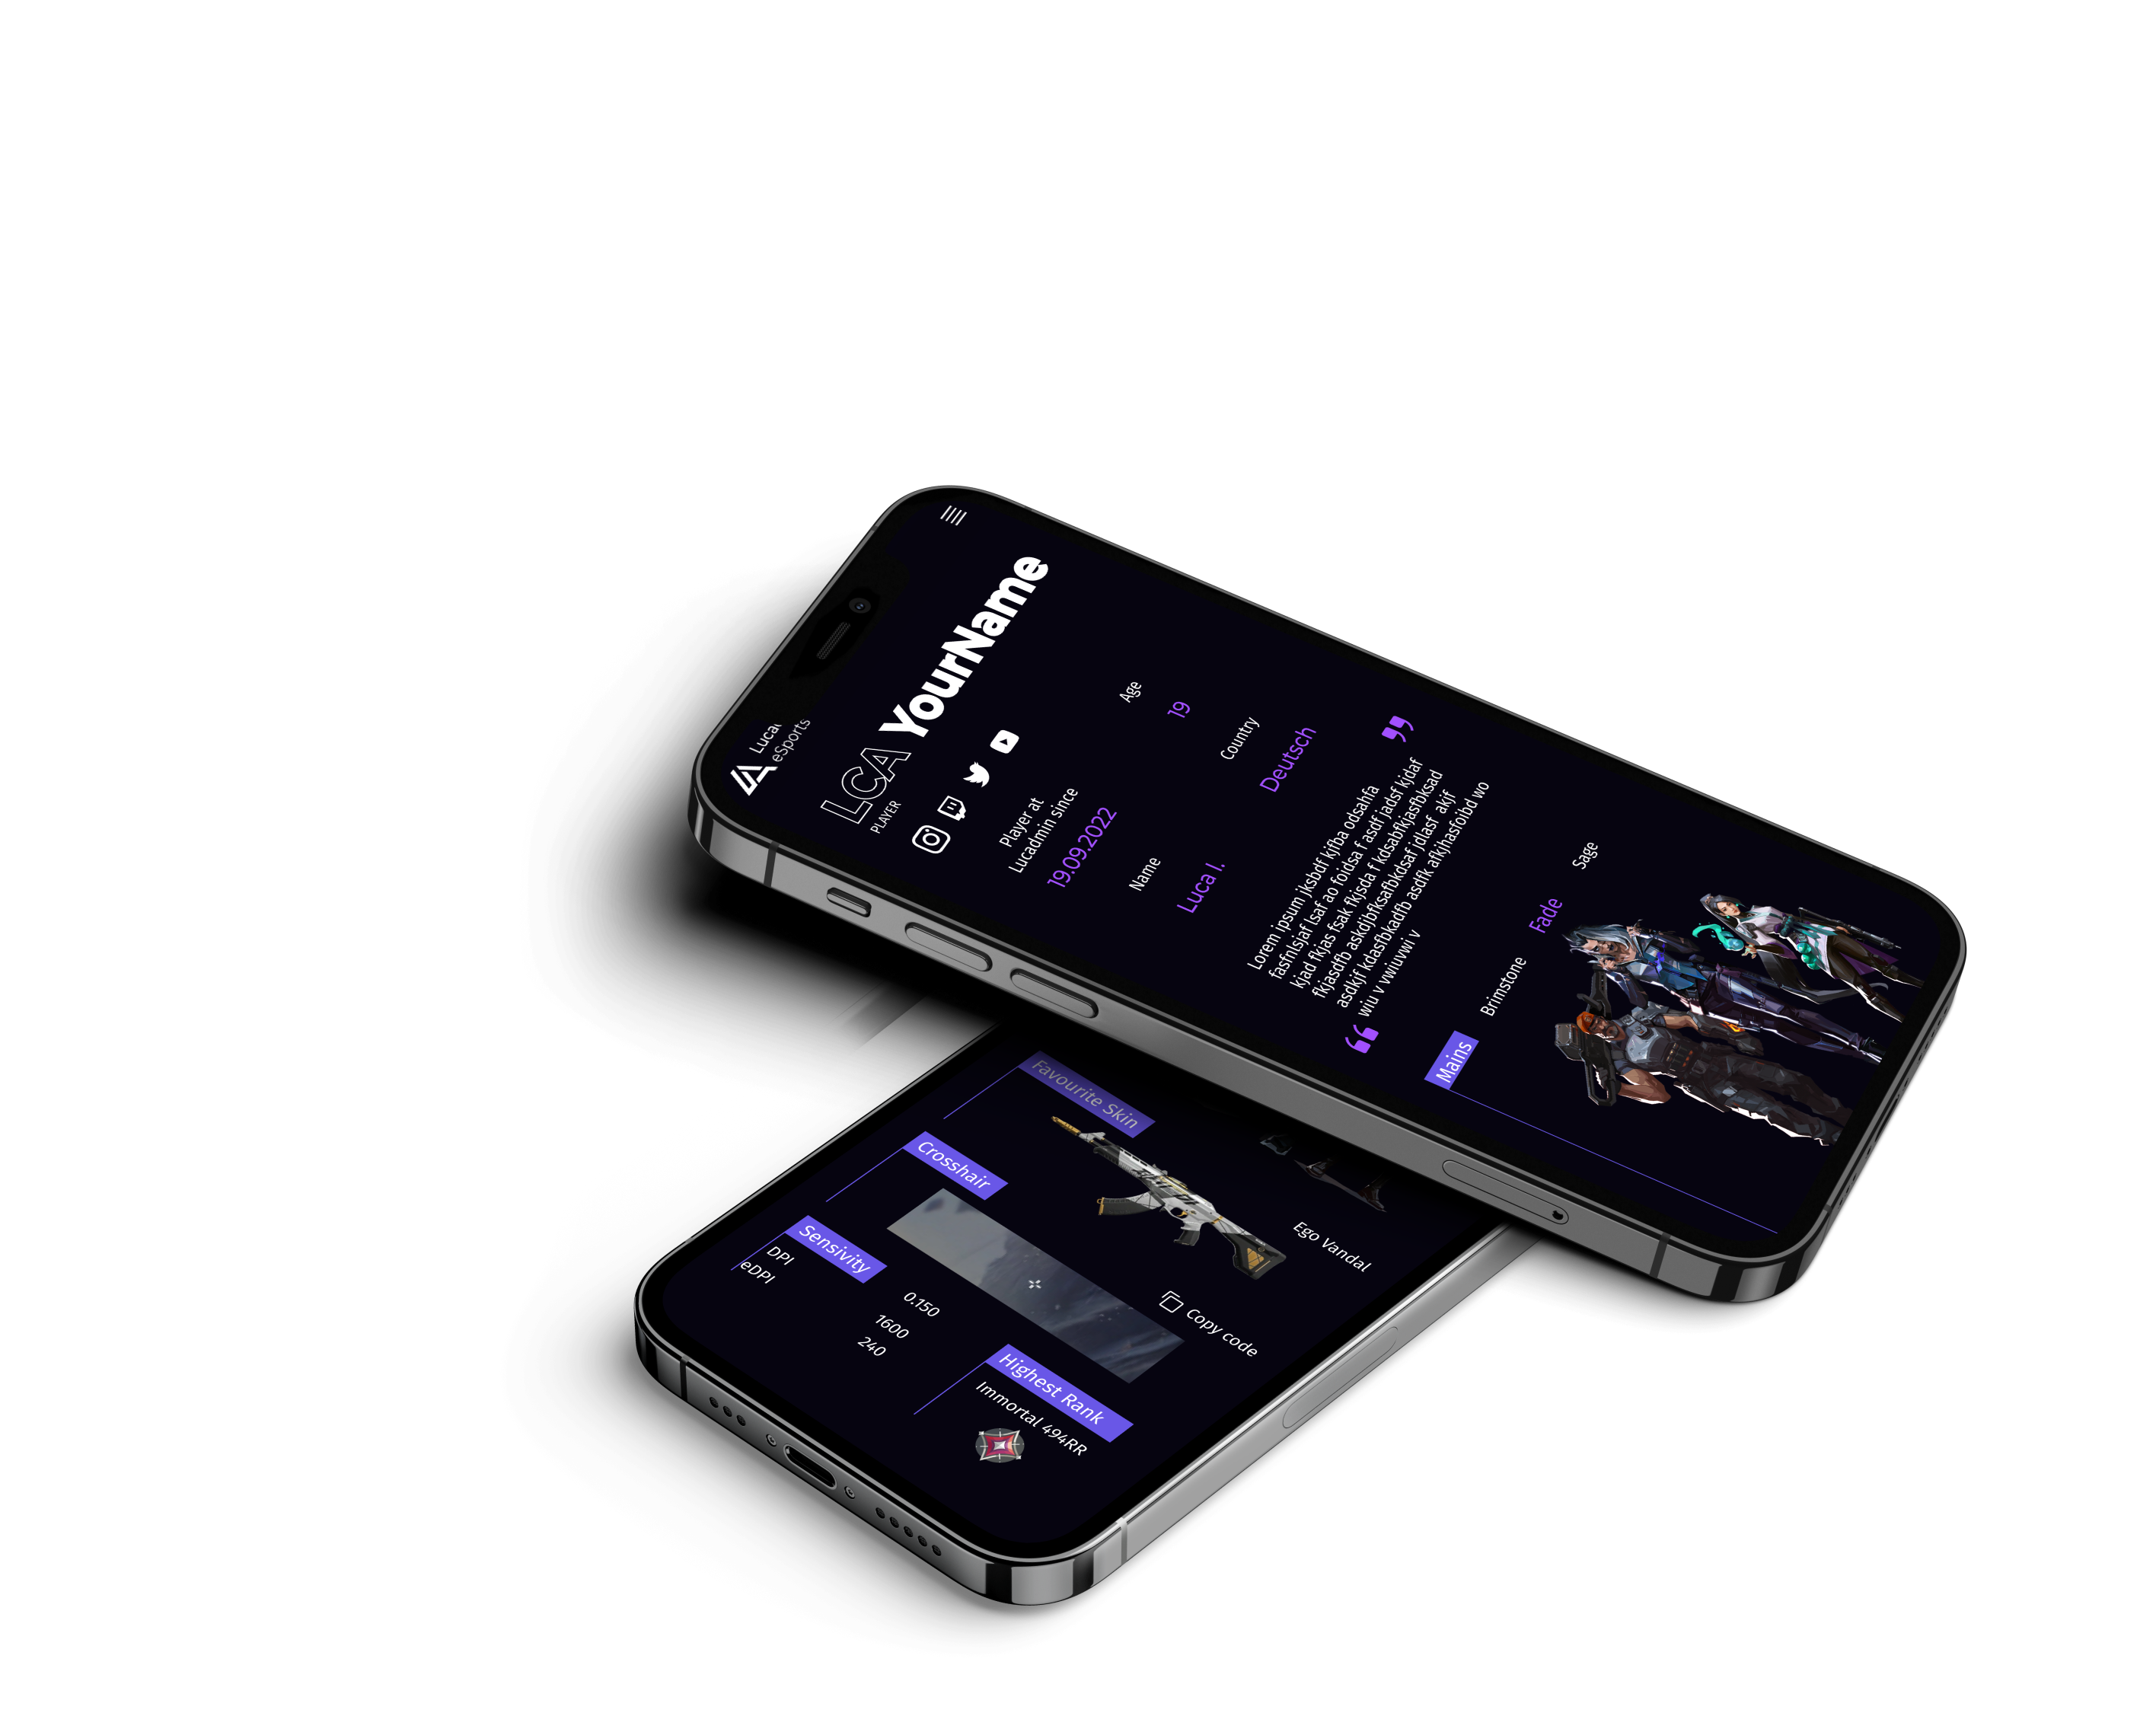 Luca
eSports
LCA YourName
PLAYER
Player at
Lucadmin since
19.09.2022
Age
19
Name
Luca I.
Country
Deutsch
Lorem ipsum jksbdf kjfba odsahfa
fasfnlsjaf lsaf ao foidsa f asdf jadsf kjdaf
kjad fkjas fsak fkjsda f kdsabfkjasfbksad
fkjasdfb askdjbfksafbkdsaf jdlasf akjf
asdkjf kdasfbkadfb asdfk afkjhasfoibd wo
wiu v vwiuvwi v
Mains
Brimstone
Fade
Sage
Favourite Skin
Ego Vandal
Crosshair
Copy code
Sensivity
0.150
DPI
1600
eDPI
240
Highest Rank
Immortal 494RR